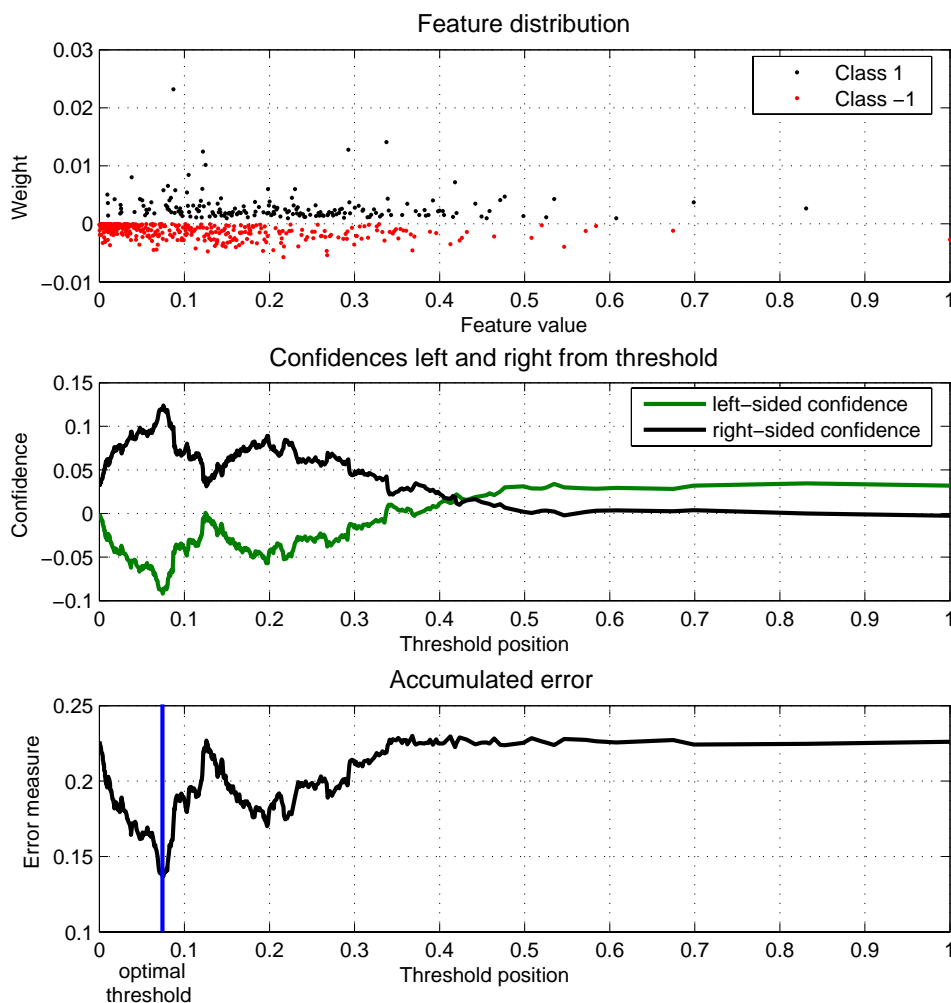 Feature distribution
0.03
0.02
0.01
0
−0.01
Weight
Class 1
Class −1
0 0.1 0.2 0.3 0.4 0.5 0.6 0.7 0.8 0.9 1
Feature value
Confidences left and right from threshold
0.15
0.1
0.05
0
−0.05
−0.1
Confidence
left−sided confidence
right−sided confidence
0 0.1 0.2 0.3 0.4 0.5 0.6 0.7 0.8 0.9 1
Threshold position
Accumulated error
0.25
0.2
0.15
0.1
Error measure
0 0.1 0.2 0.3 0.4 0.5 0.6 0.7 0.8 0.9 1
optimal
threshold
Threshold position